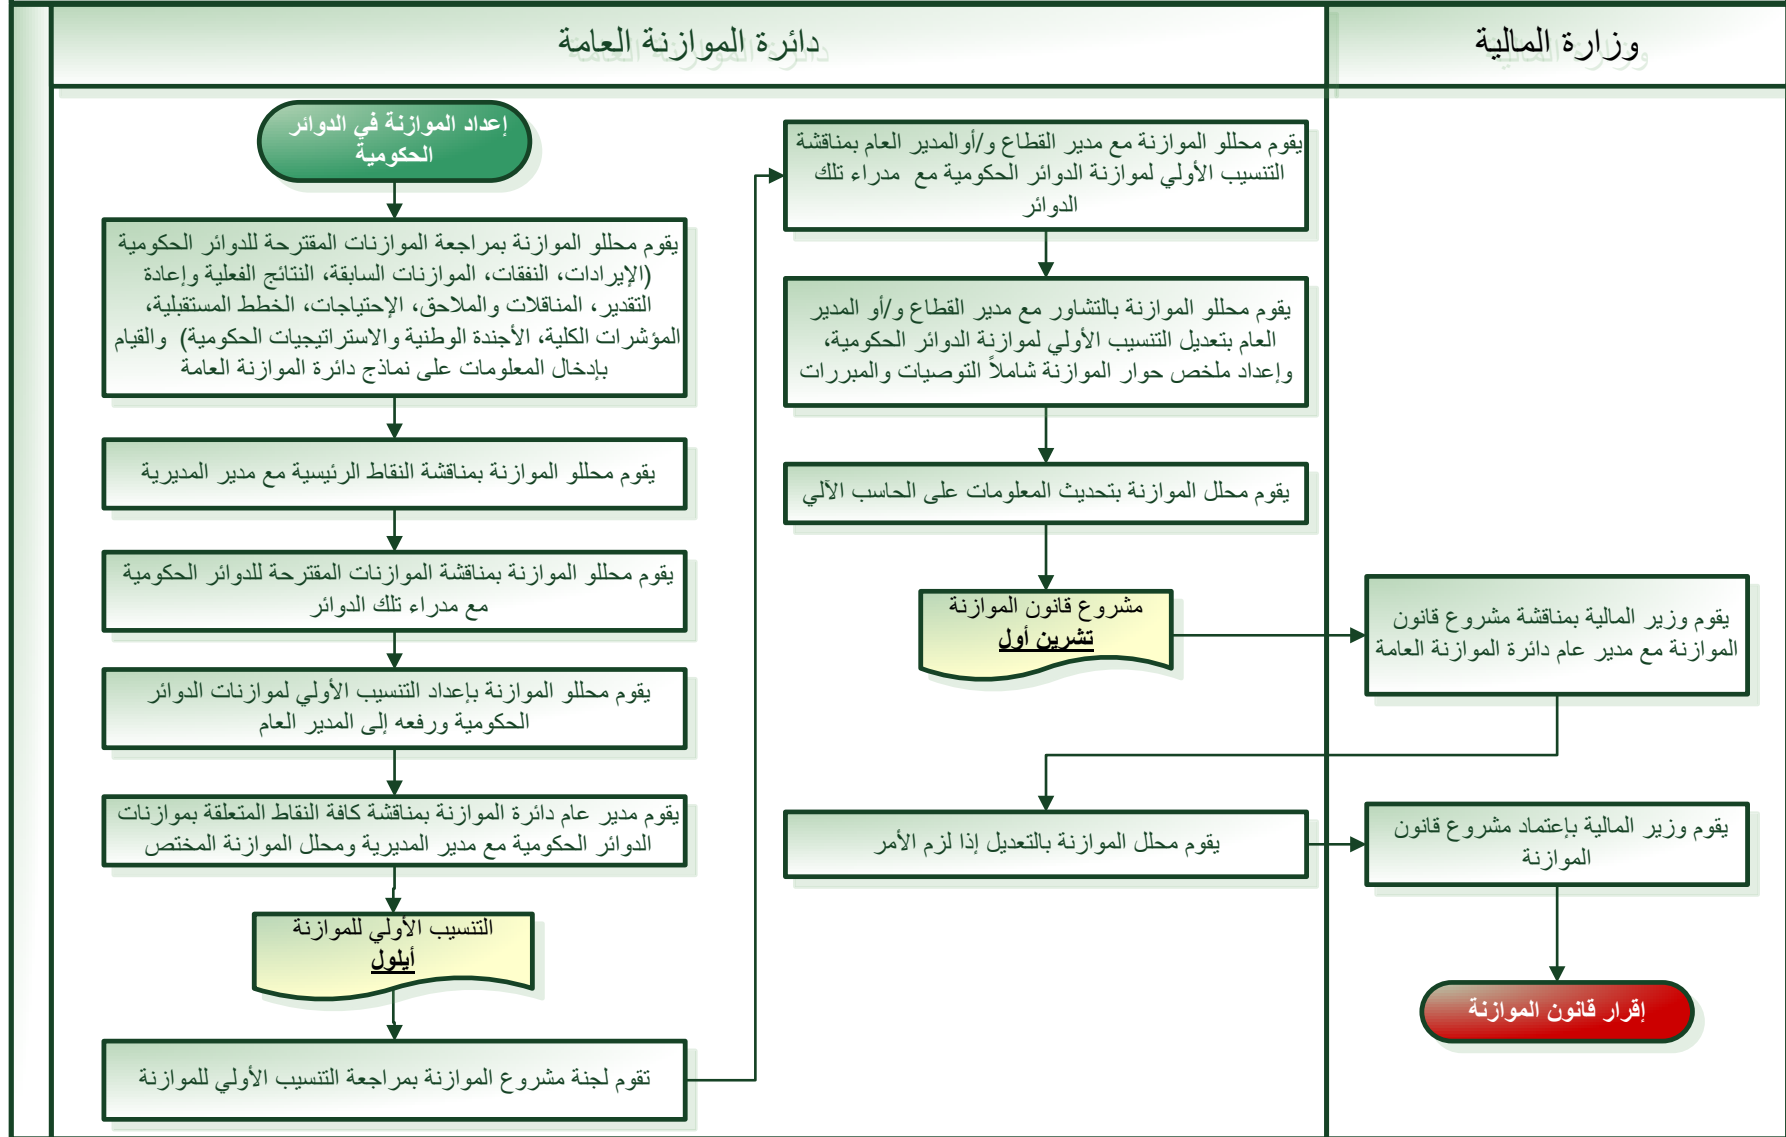 دائرة الموازنة العامة
وزارة المالية
إعداد الموازنة في الدوائر
الحكومية
يقوم محللو الموازنة بمراجعة الموازنات المقترحة للدوائر الحكومية
(الإيرادات، النفقات، الموازنات السابقة، النتائج الفعلية وإعادة
التقدير، المناقلات والملاحق، الإحتياجات، الخطط المستقبلية،
المؤشرات الكلية، الأجندة الوطنية والاستراتيجيات الحكومية) والقيام
بإدخال المعلومات على نماذج دائرة الموازنة العامة
يقوم محللو الموازنة بمناقشة النقاط الرئيسية مع مدير المديرية
يقوم محللو الموازنة بمناقشة الموازنات المقترحة للدوائر الحكومية
مع مدراء تلك الدوائر
يقوم محللو الموازنة بإعداد التنسيب الأولي لموازنات الدوائر
الحكومية ورفعه إلى المدير العام
يقوم مدير عام دائرة الموازنة بمناقشة كافة النقاط المتعلقة بموازنات
الدوائر الحكومية مع مدير المديرية ومحلل الموازنة المختص
التنسيب الأولي للموازنة
أيلول
تقوم لجنة مشروع الموازنة بمراجعة التنسيب الأولي للموازنة
يقوم محللو الموازنة مع مدير القطاع و/أوالمدير العام بمناقشة
التنسيب الأولي لموازنة الدوائر الحكومية مع مدراء تلك
الدوائر
يقوم محللو الموازنة بالتشاور مع مدير القطاع و/أو المدير
العام بتعديل التنسيب الأولي لموازنة الدوائر الحكومية،
وإعداد ملخص حوار الموازنة شاملاً التوصيات والمبررات
يقوم محلل الموازنة بتحديث المعلومات على الحاسب الآلي
مشروع قانون الموازنة
تشرين أول
يقوم وزير المالية بمناقشة مشروع قانون
الموازنة مع مدير عام دائرة الموازنة العامة
يقوم محلل الموازنة بالتعديل إذا لزم الأمر
يقوم وزير المالية بإعتماد مشروع قانون
الموازنة
إقرار قانون الموازنة